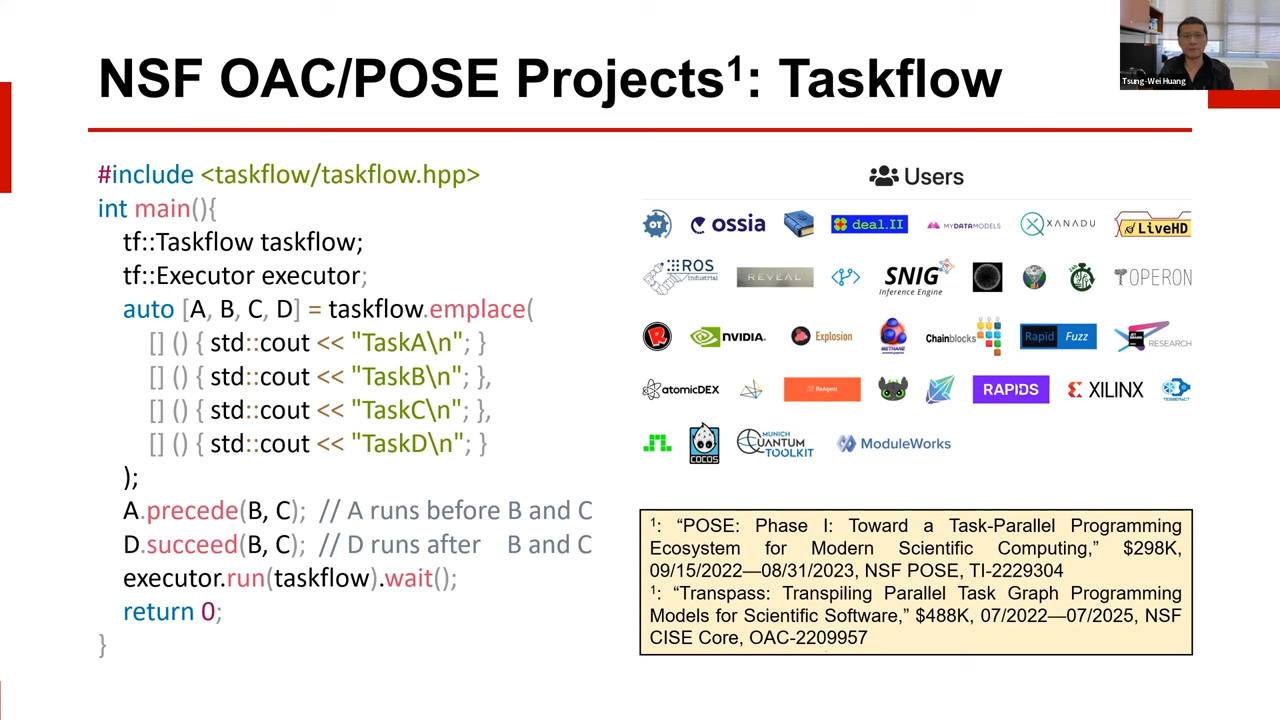 NSF OAC/POSE Projects¹: Taskflow
Tsung-Wei Huang
#include <taskflow/taskflow.hpp>
int main(){
tf::Taskflow taskflow;
tf::Executor executor;
auto [A, B, C, D] = taskflow.emplace(
[] () { std::cout << "TaskA\n"; }
[] () { std::cout << "TaskB\n"; },
[] () { std::cout << "TaskC\n"; },
[] () { std::cout << "TaskD\n"; }
);
A.precede(B, C); // A runs before B and C
D.succeed(B, C); // D runs after B and C
executor.run(taskflow).wait();
return 0;
}
Users
OT ossia deal.II MYDATAMODELS XANADU LiveHD
ROS Industrial REVEAL SNIG Inference Engine OPERON
R NVIDIA. Explosion METHANE Chainblocks Rapid Fuzz RESEARCH
atomicDEX ReAgent RAPIDS XILINX TESSERACT
COCOS MUNICH QUANTUM TOOLKIT ModuleWorks
¹: “POSE: Phase I: Toward a Task-Parallel Programming
Ecosystem for Modern Scientific Computing,” $298K,
09/15/2022—08/31/2023, NSF POSE, TI-2229304
¹: “Transpass: Transpiling Parallel Task Graph Programming
Models for Scientific Software,” $488K, 07/2022—07/2025, NSF
CISE Core, OAC-2209957